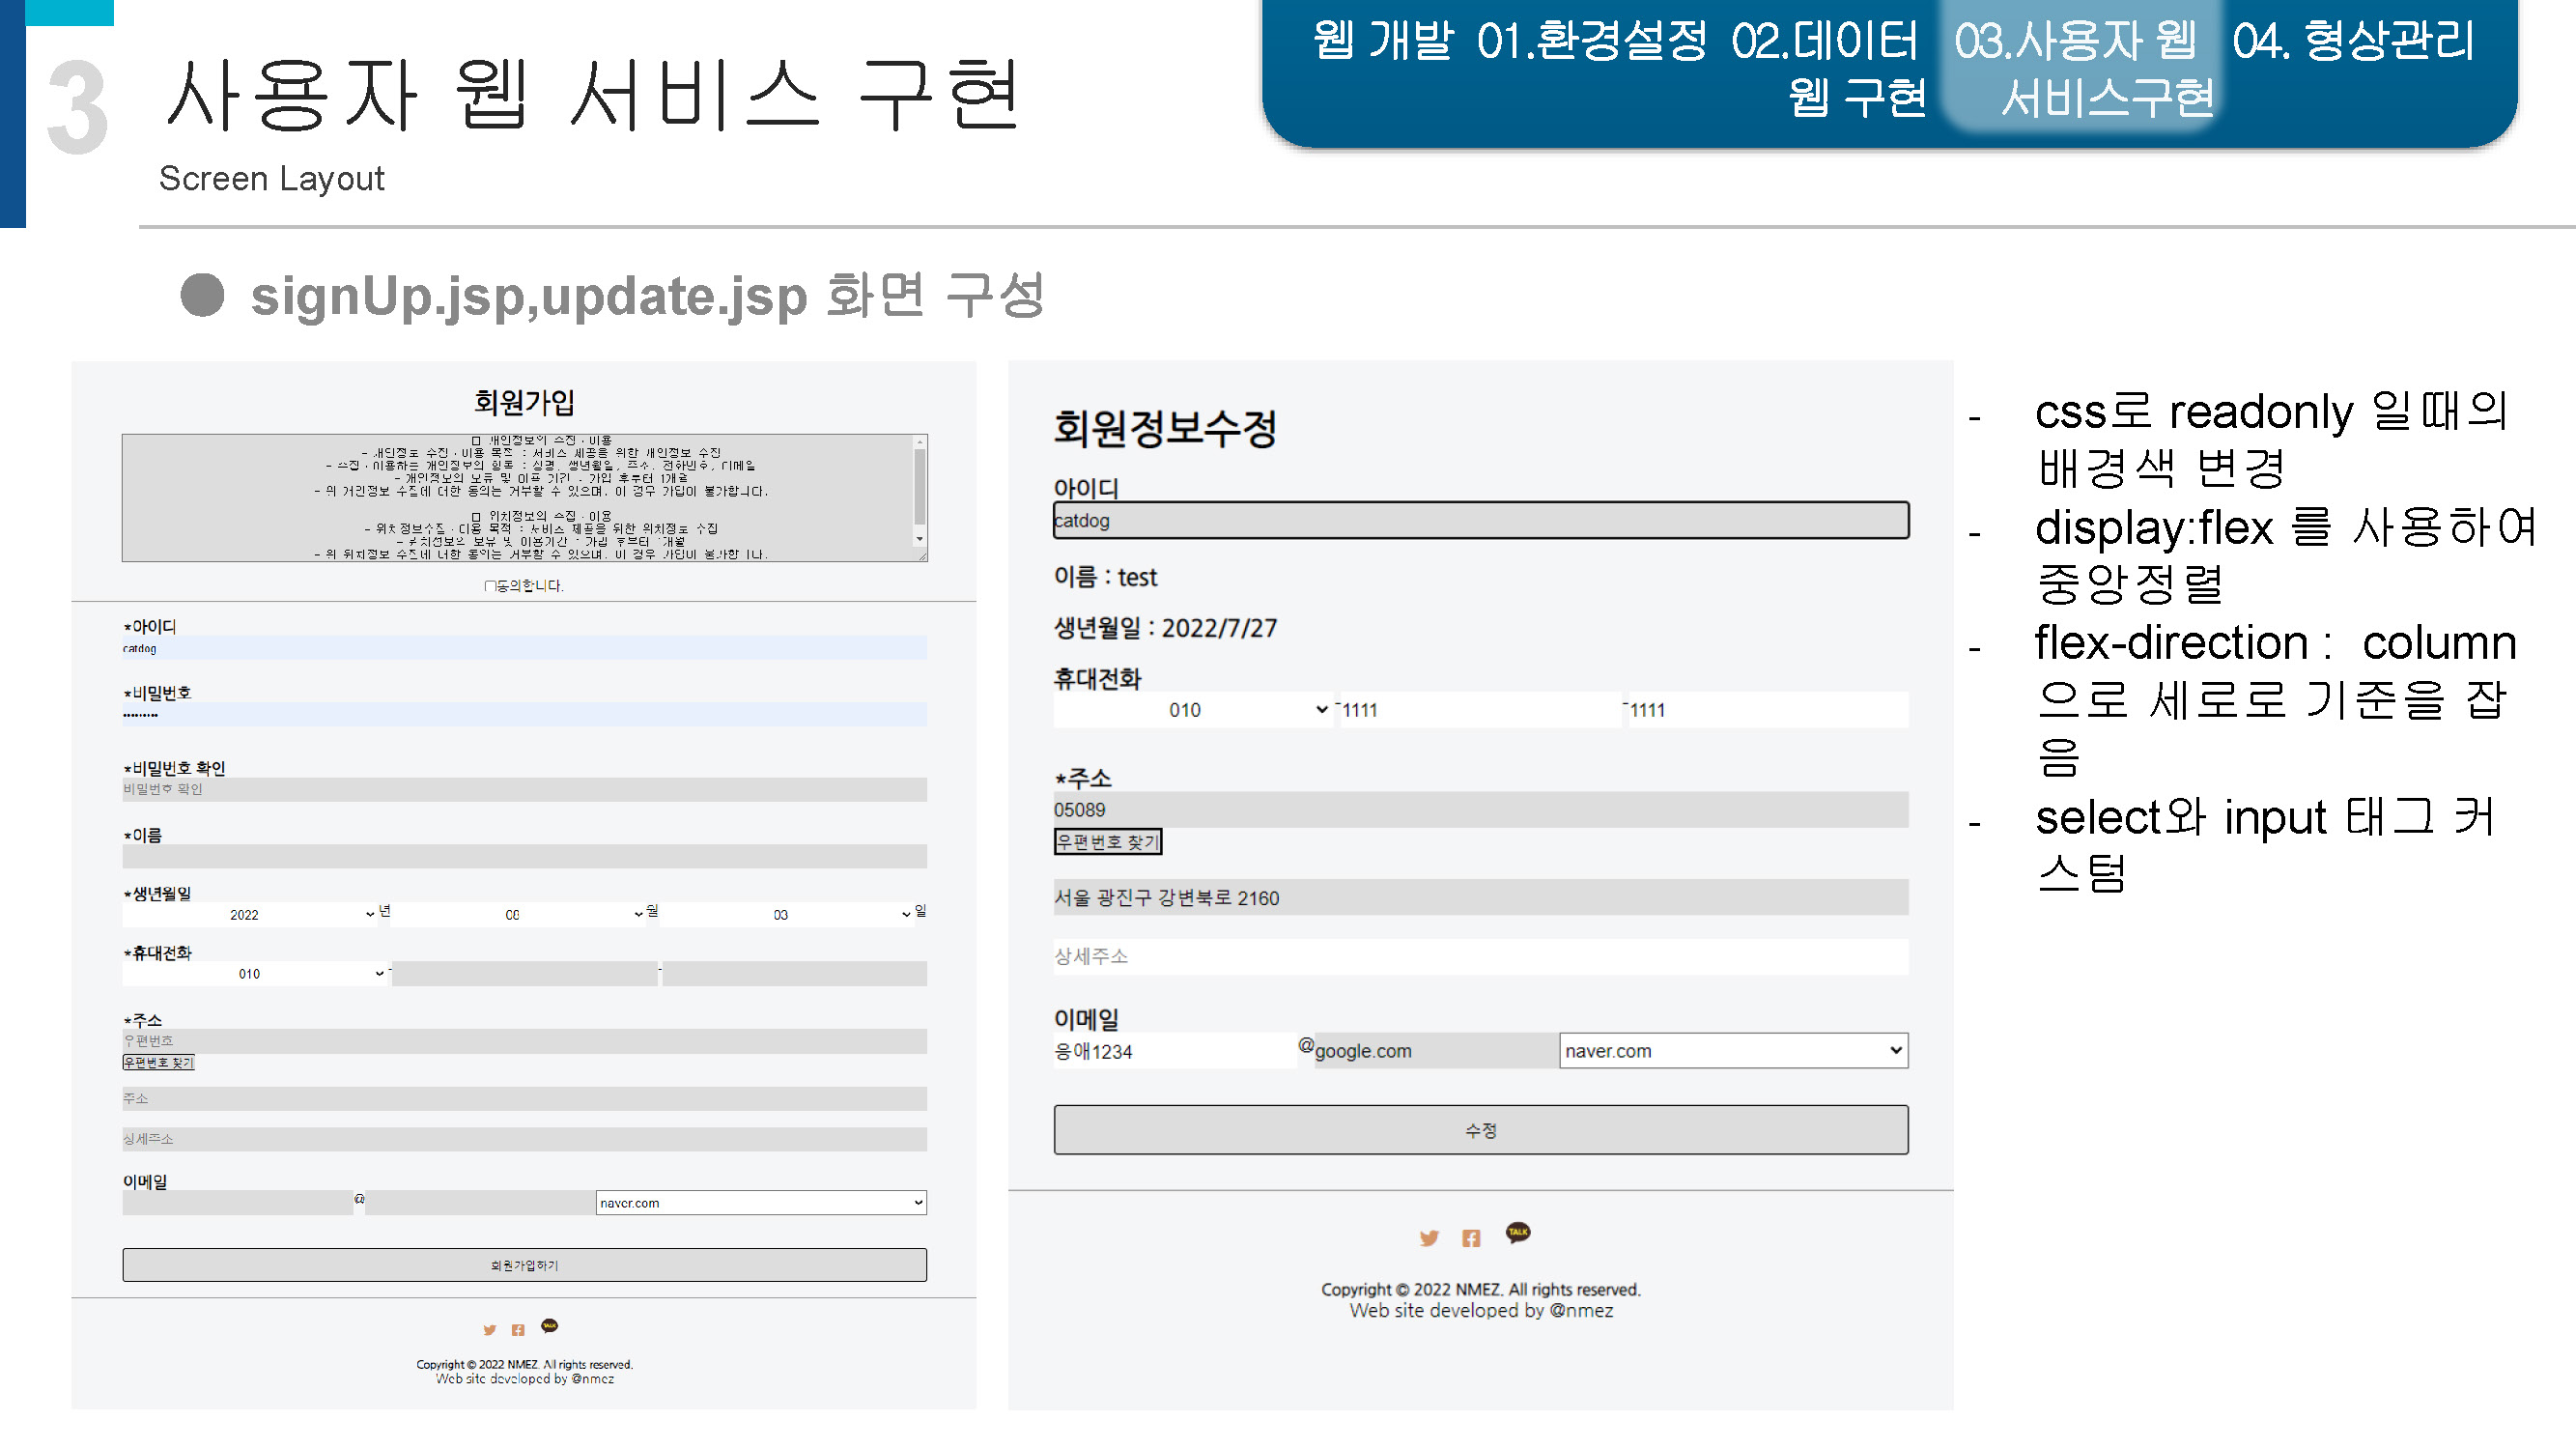 3
사용자 웹 서비스 구현
Screen Layout
웹 개발 01.환경설정 02.데이터 03.사용자 웹 04. 형상관리
웹 구현 서비스구현
● signUp.jsp,update.jsp 화면 구성
회원가입
□ 개인정보의 수집·이용
- 개인정보 수집·이용 목적 : 서비스 제공을 위한 개인정보 수집
- 수집·이용하는 개인정보의 항목 : 성명, 생년월일, 주소, 전화번호, 이메일
- 개인정보의 보유 및 이용 기간 : 가입 후부터 1개월
- 위 개인정보 수집에 대한 동의는 거부할 수 있으며, 이 경우 가입이 불가합니다.
□ 위치정보의 수집·이용
- 위치정보수집·이용 목적 : 서비스 제공을 위한 위치정보 수집
- 위치정보의 보유 및 이용기간 : 가입 후부터 1개월
- 위 위치정보 수집에 대한 동의는 거부할 수 있으며, 이 경우 가입이 불가합니다.
동의합니다.
*아이디
catdog
*비밀번호
•••••••••
*비밀번호 확인
비밀번호 확인
*이름
*생년월일
2022 년 08 월 03 일
*휴대전화
010 - -
*주소
우편번호
우편번호 찾기
주소
상세주소
이메일
@ naver.com
회원가입하기
TALK
Copyright © 2022 NMEZ. All rights reserved.
Web site developed by @nmez
회원정보수정
아이디
catdog
이름 : test
생년월일 : 2022/7/27
휴대전화
010 -1111 -1111
*주소
05089
우편번호 찾기
서울 광진구 강변북로 2160
상세주소
이메일
응애1234 @google.com naver.com
수정
TALK
Copyright © 2022 NMEZ. All rights reserved.
Web site developed by @nmez
- css로 readonly 일때의
배경색 변경
- display:flex 를 사용하여
중앙정렬
- flex-direction : column
으로 세로로 기준을 잡
음
- select와 input 태그 커
스텀